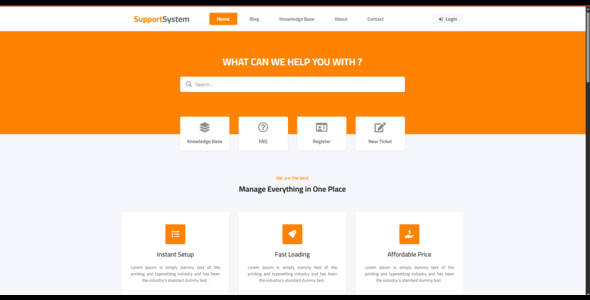 SupportSystem
Home Blog Knowledge Base About Contact Login
WHAT CAN WE HELP YOU WITH ?
Search ...
Knowledge Base FAQ Register New Ticket
We are the best
Manage Everything in One Place
Instant Setup Fast Loading Affordable Price
Lorem Ipsum is simply dummy text of the
printing and typesetting industry and has been
the industry's standard dummy text.
Lorem Ipsum is simply dummy text of the
printing and typesetting industry and has been
the industry's standard dummy text.
Lorem Ipsum is simply dummy text of the
printing and typesetting industry and has been
the industry's standard dummy text.